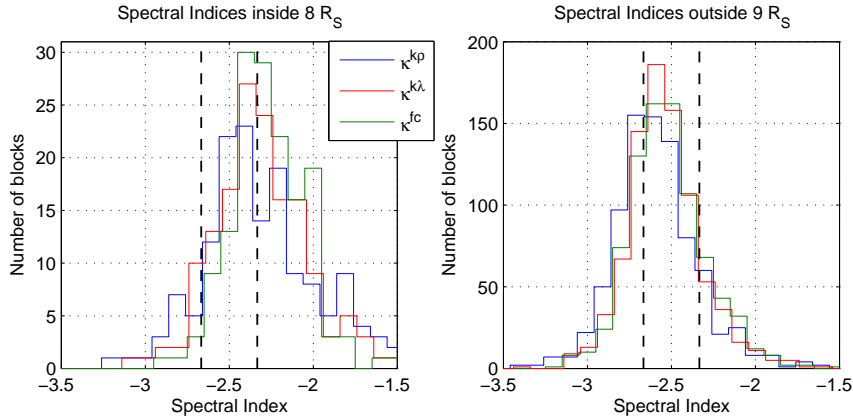 Spectral Indices inside 8 R_S
Number of blocks
30
25
20
15
10
5
0
−3.5
−3
−2.5
−2
−1.5
Spectral Index
κ^kρ
κ^kλ
κ^fc
Spectral Indices outside 9 R_S
Number of blocks
200
150
100
50
0
−3.5
−3
−2.5
−2
−1.5
Spectral Index